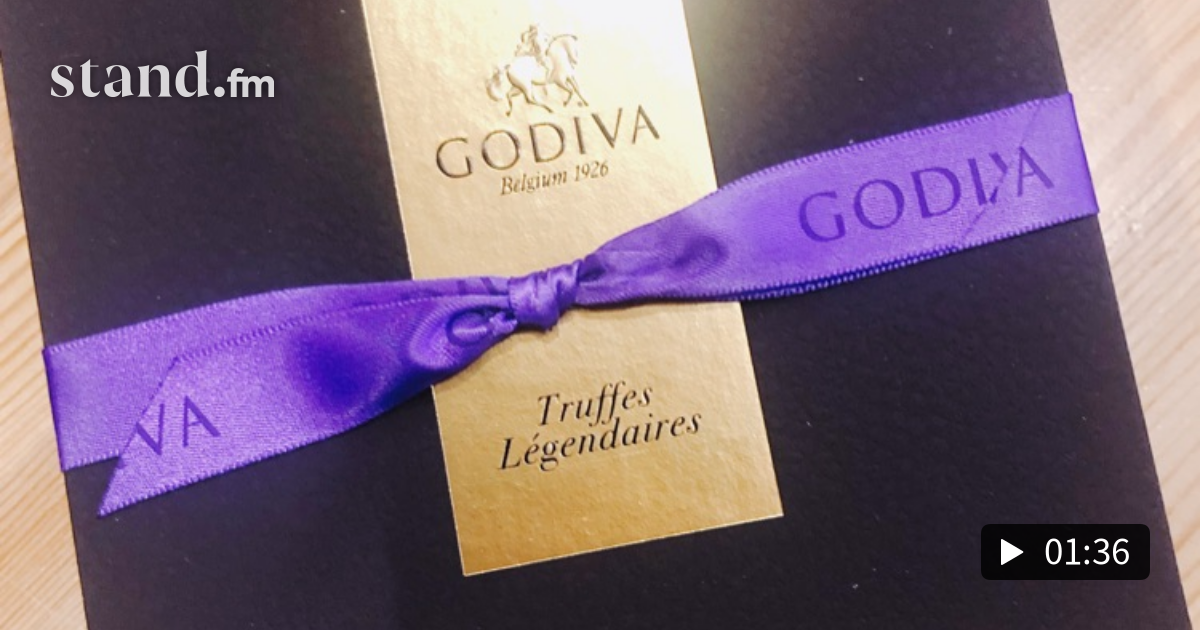 stand.fm
GODIVA
Belgium 1926
GODIVA
VA
Truffes
Légendaires
01:36